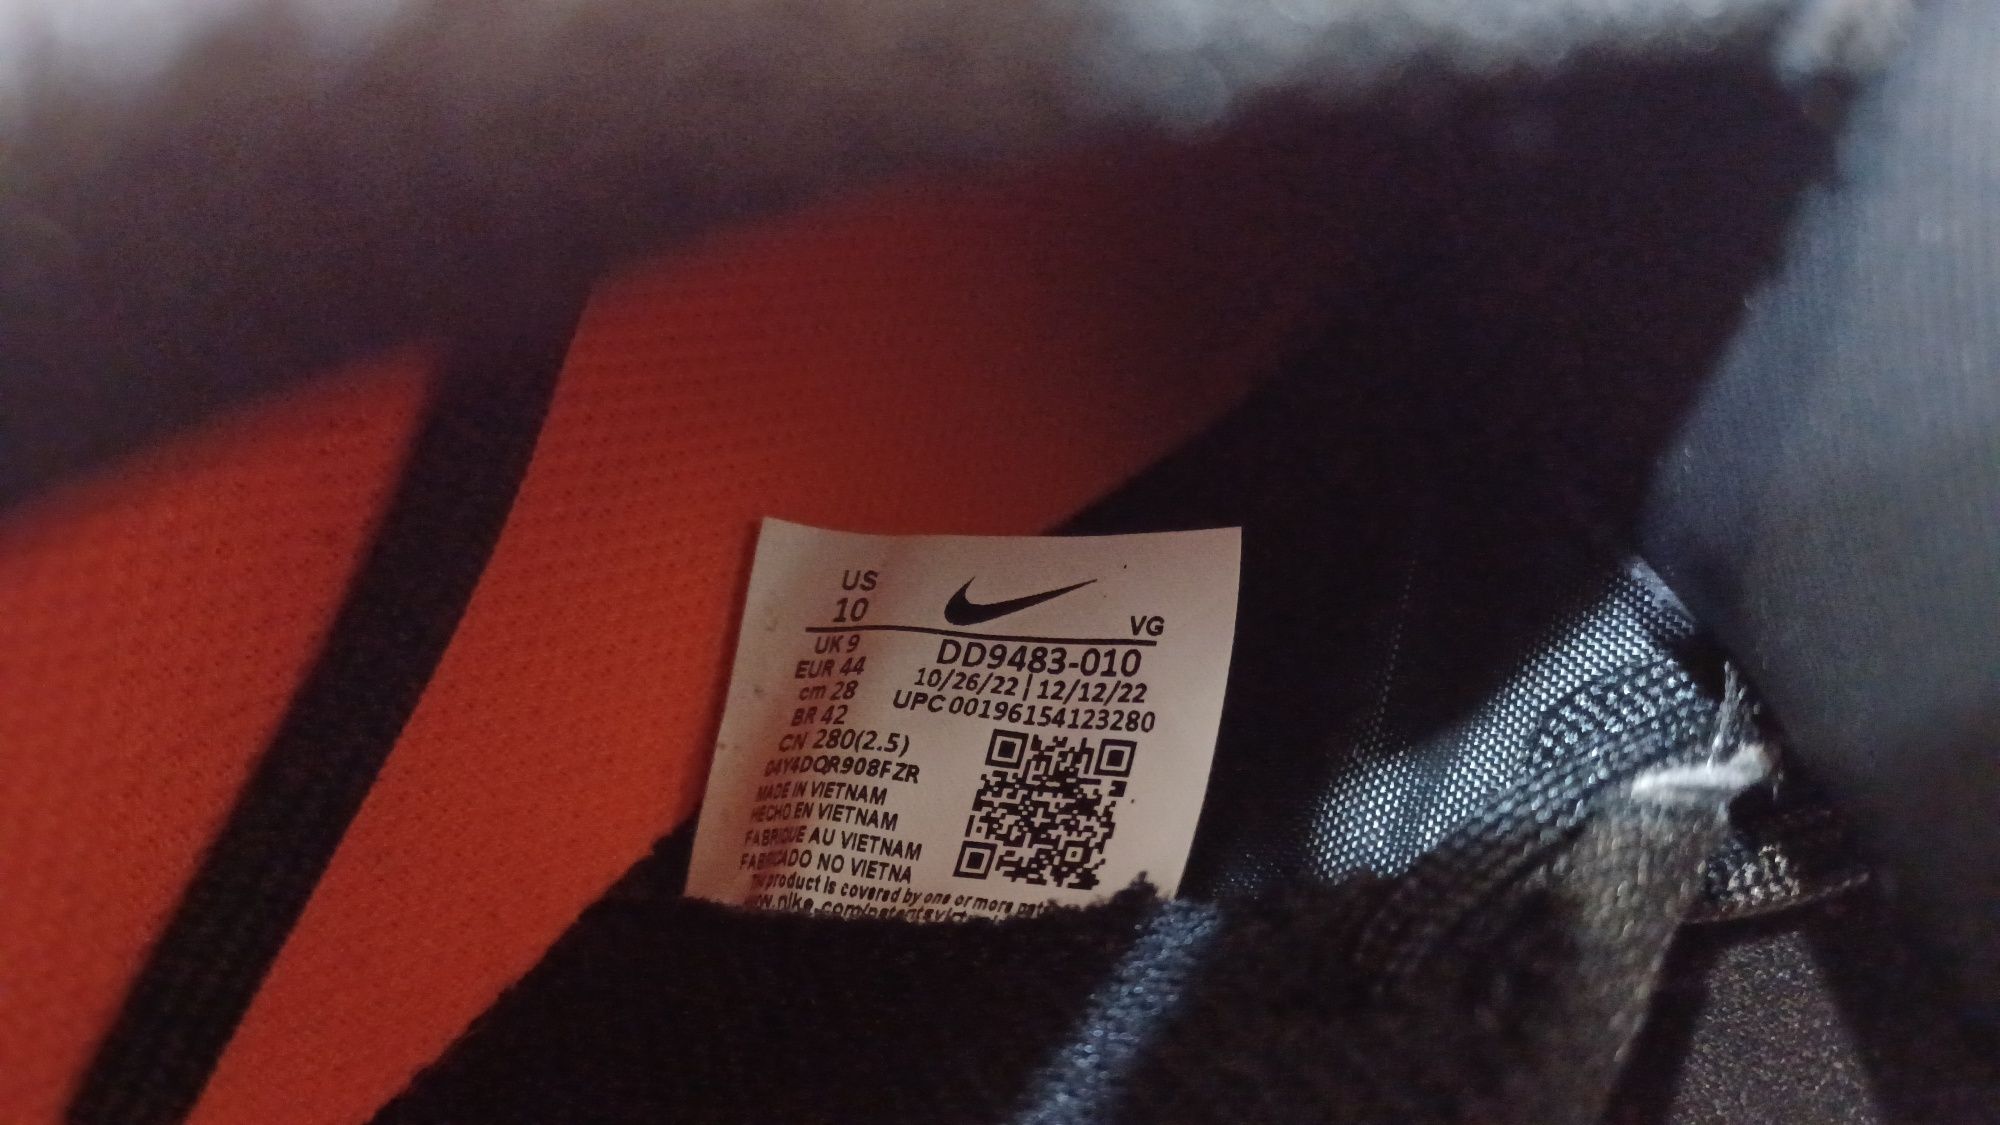 US
10
VG
UK 9
EUR 44
cm 28
BR 42
CN 280(2.5)
DD9483-010
10/26/22 | 12/12/22
UPC 00196154123280
04Y4DQR908FZR
MADE IN VIETNAM
HECHO EN VIETNAM
FABRIQUE AU VIETNAM
FABRICADO NO VIETNA
product is covered by one or more